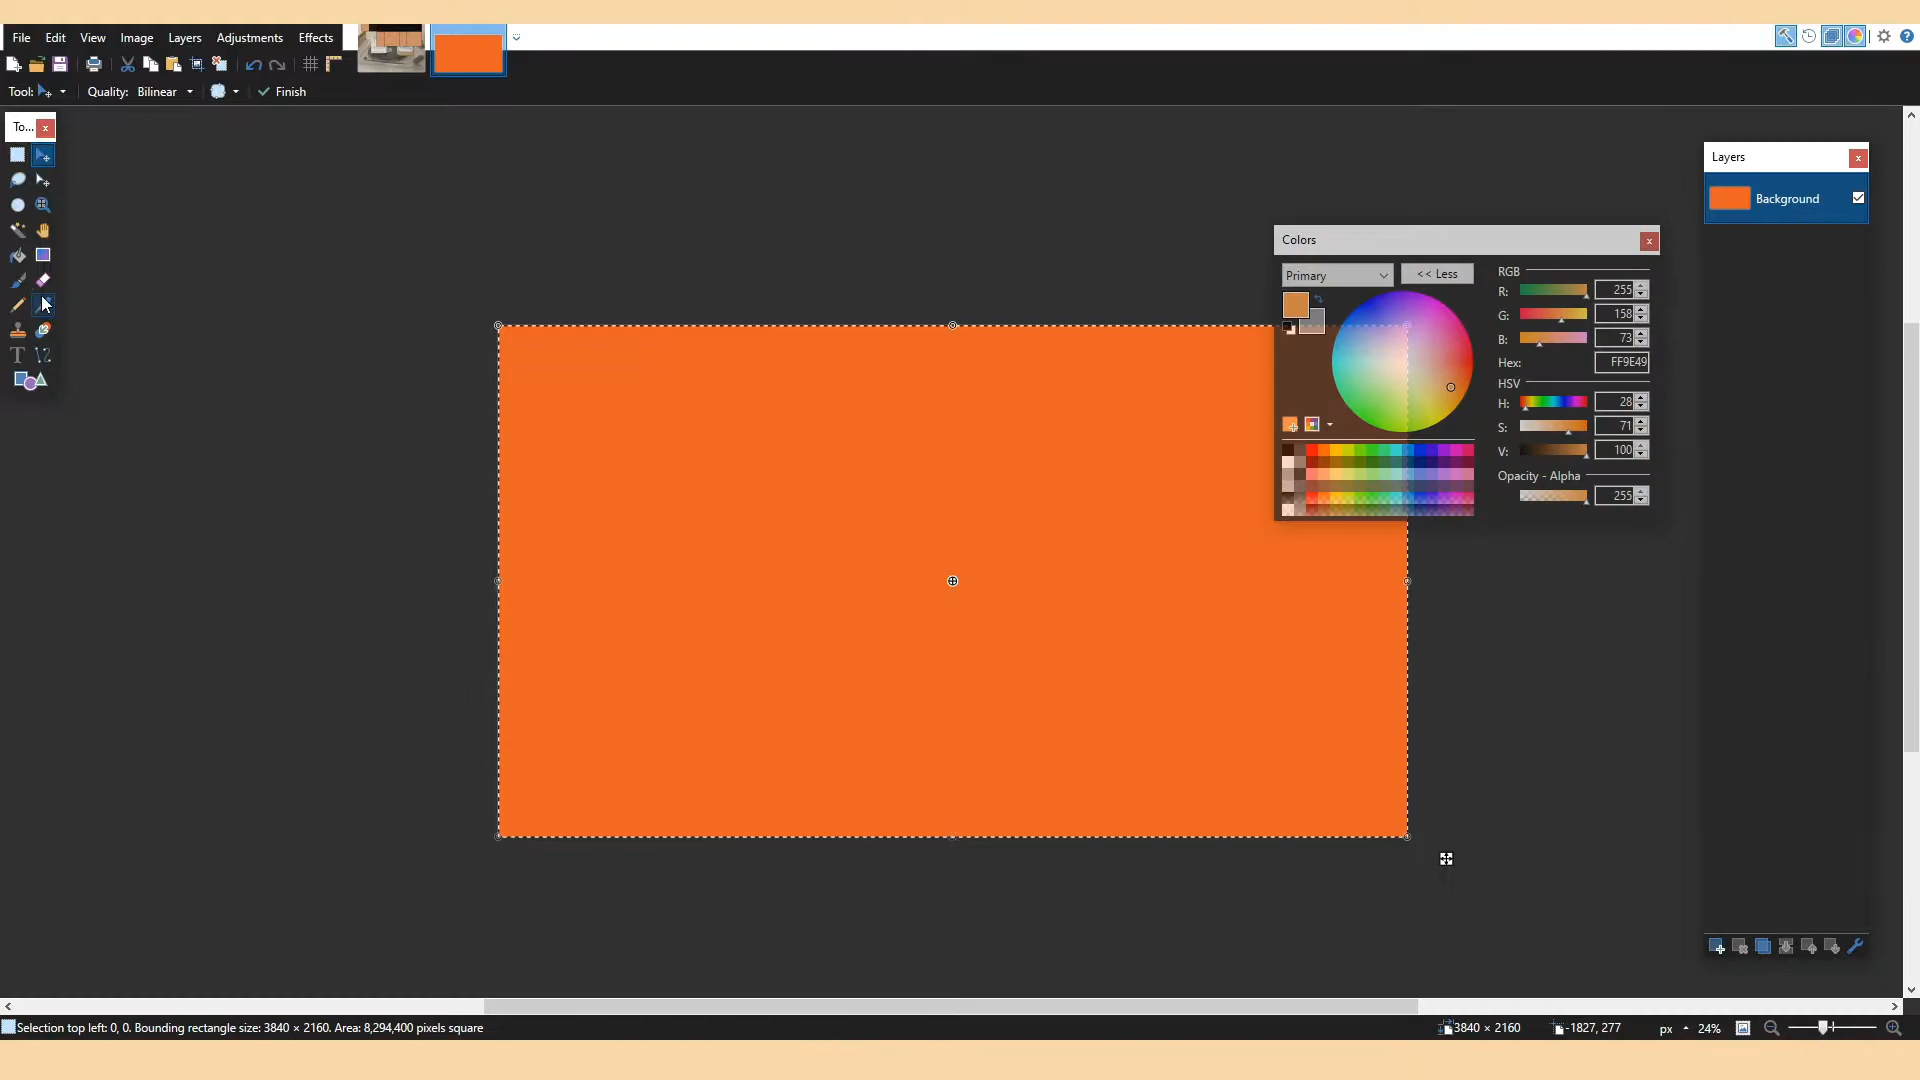 File Edit View Image Layers Adjustments Effects
Tool: Quality: Bilinear Finish
To...
Layers
Background
Colors
Primary << Less
RGB
R: 255
G: 158
B: 73
Hex: FF9E49
HSV
H: 28
S: 71
V: 100
Opacity - Alpha
255
T
Selection top left: 0, 0. Bounding rectangle size: 3840 × 2160. Area: 8,294,400 pixels square
3840 × 2160 -1827, 277 px 24%